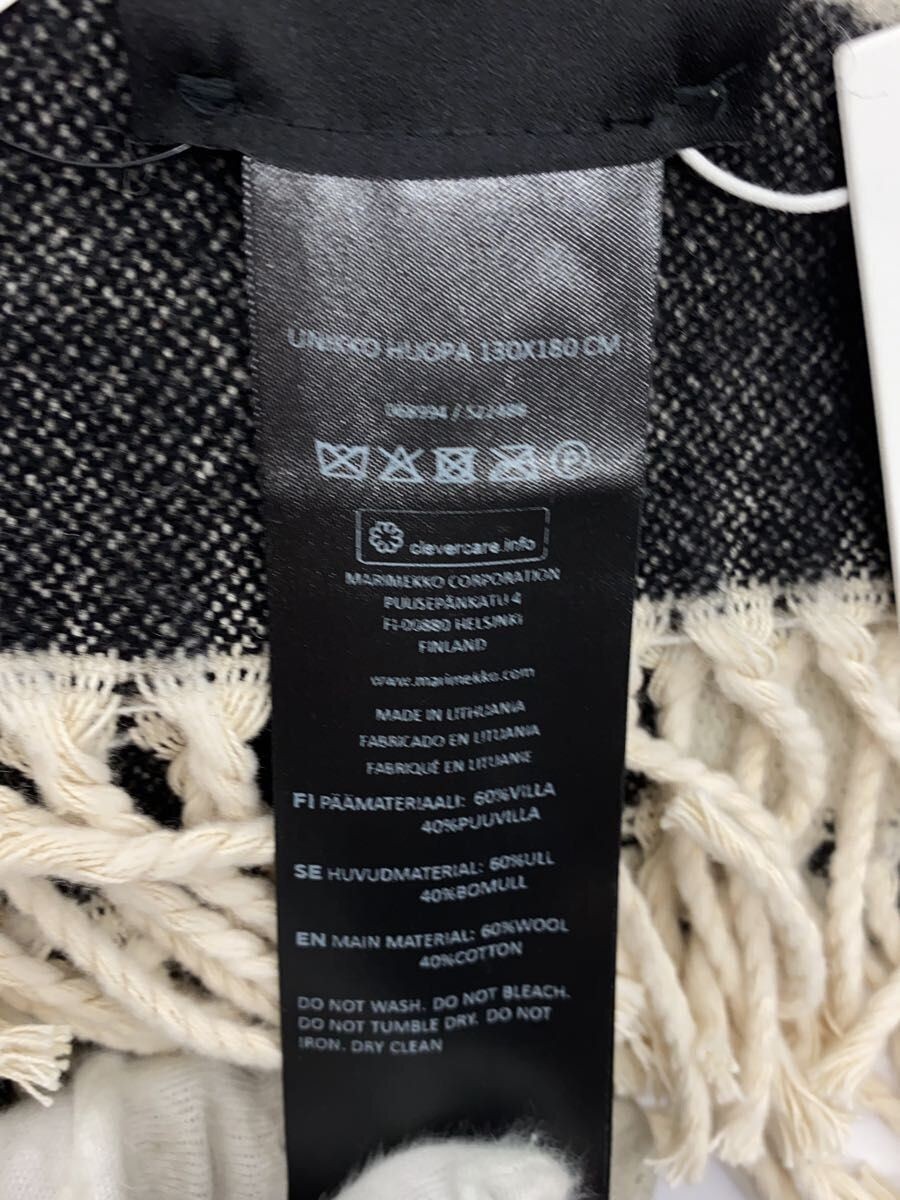 UNIKKO HUOPA 130X180 CM
clevercare.info
MARIMEKKO CORPORATION
PUUSEPÄNKATU 4
FI-00880 HELSINKI
FINLAND
www.marimekko.com
MADE IN LITHUANIA
FABRICADO EN LITUANIA
FABRIQUÉ EN LITUANIE
FI PÄÄMATERIAALI: 60%VILLA
40%PUUVILLA
SE HUVUDMATERIAL: 60%ULL
40%BOMULL
EN MAIN MATERIAL: 60%WOOL
40%COTTON
DO NOT WASH. DO NOT BLEACH.
DO NOT TUMBLE DRY. DO NOT
IRON. DRY CLEAN